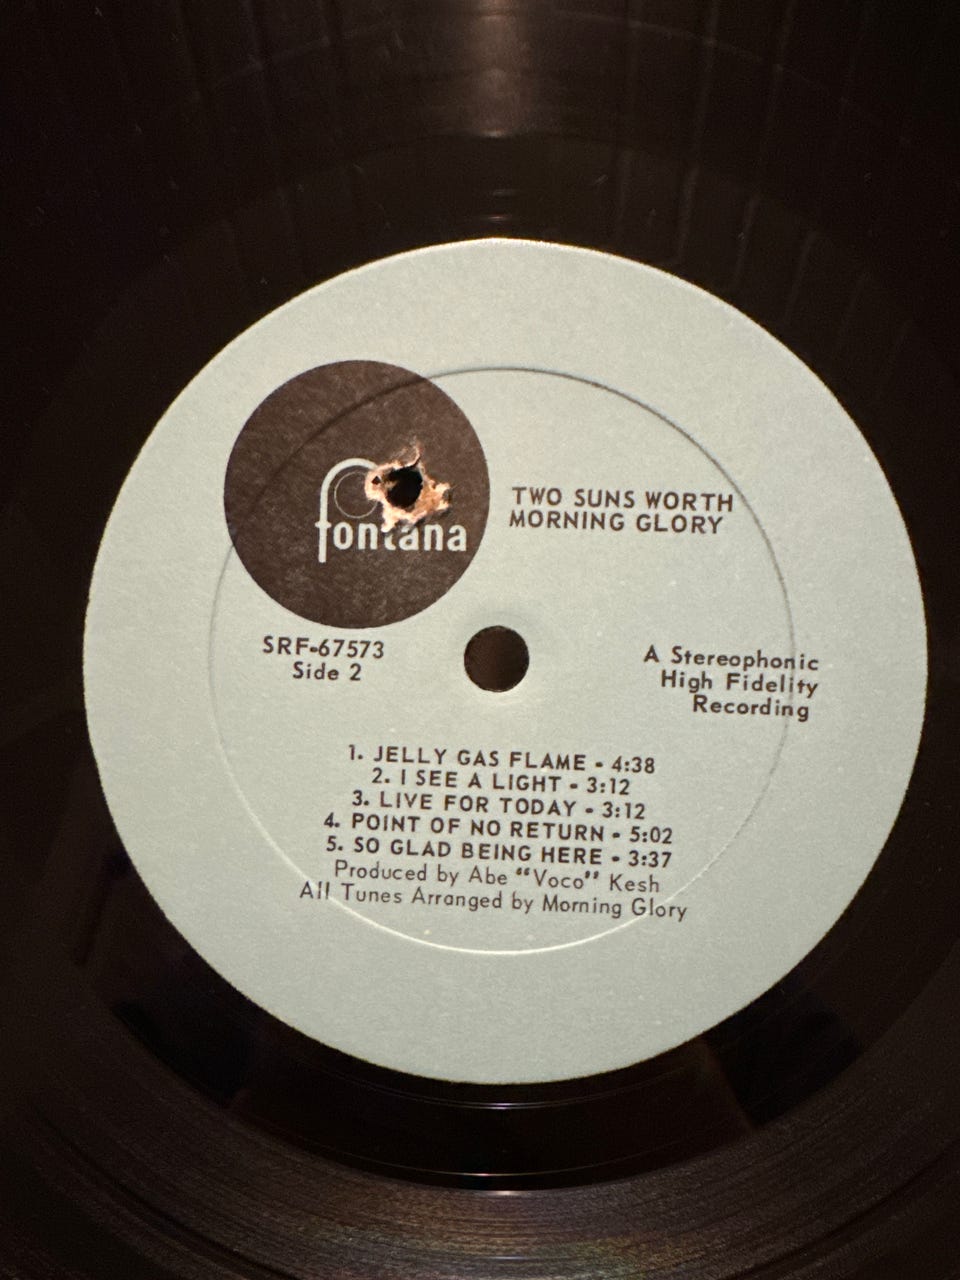 fontana
TWO SUNS WORTH
MORNING GLORY
SRF-67573
Side 2
A Stereophonic
High Fidelity
Recording
1. JELLY GAS FLAME - 4:38
2. I SEE A LIGHT - 3:12
3. LIVE FOR TODAY - 3:12
4. POINT OF NO RETURN - 5:02
5. SO GLAD BEING HERE - 3:37
Produced by Abe “Voco” Kesh
All Tunes Arranged by Morning Glory